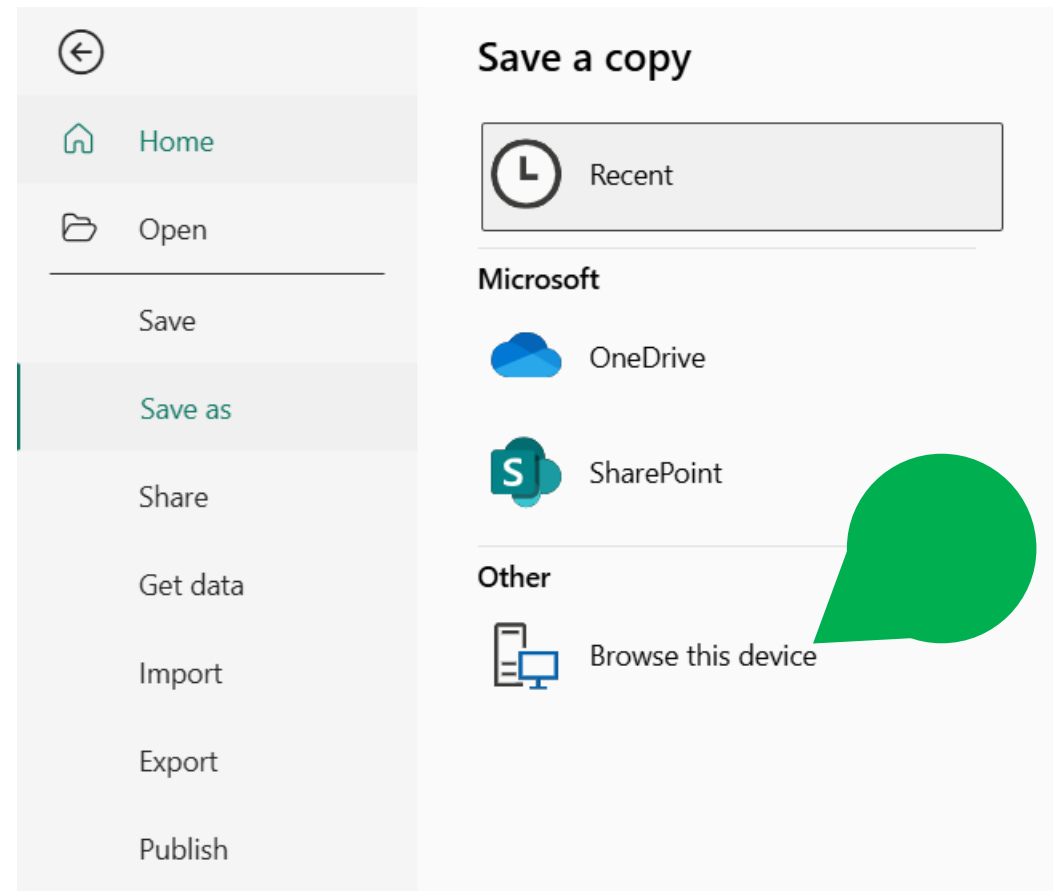 Home
Open
Save
Save as
Share
Get data
Import
Export
Publish
Save a copy
Recent
Microsoft
OneDrive
S
SharePoint
Other
Browse this device